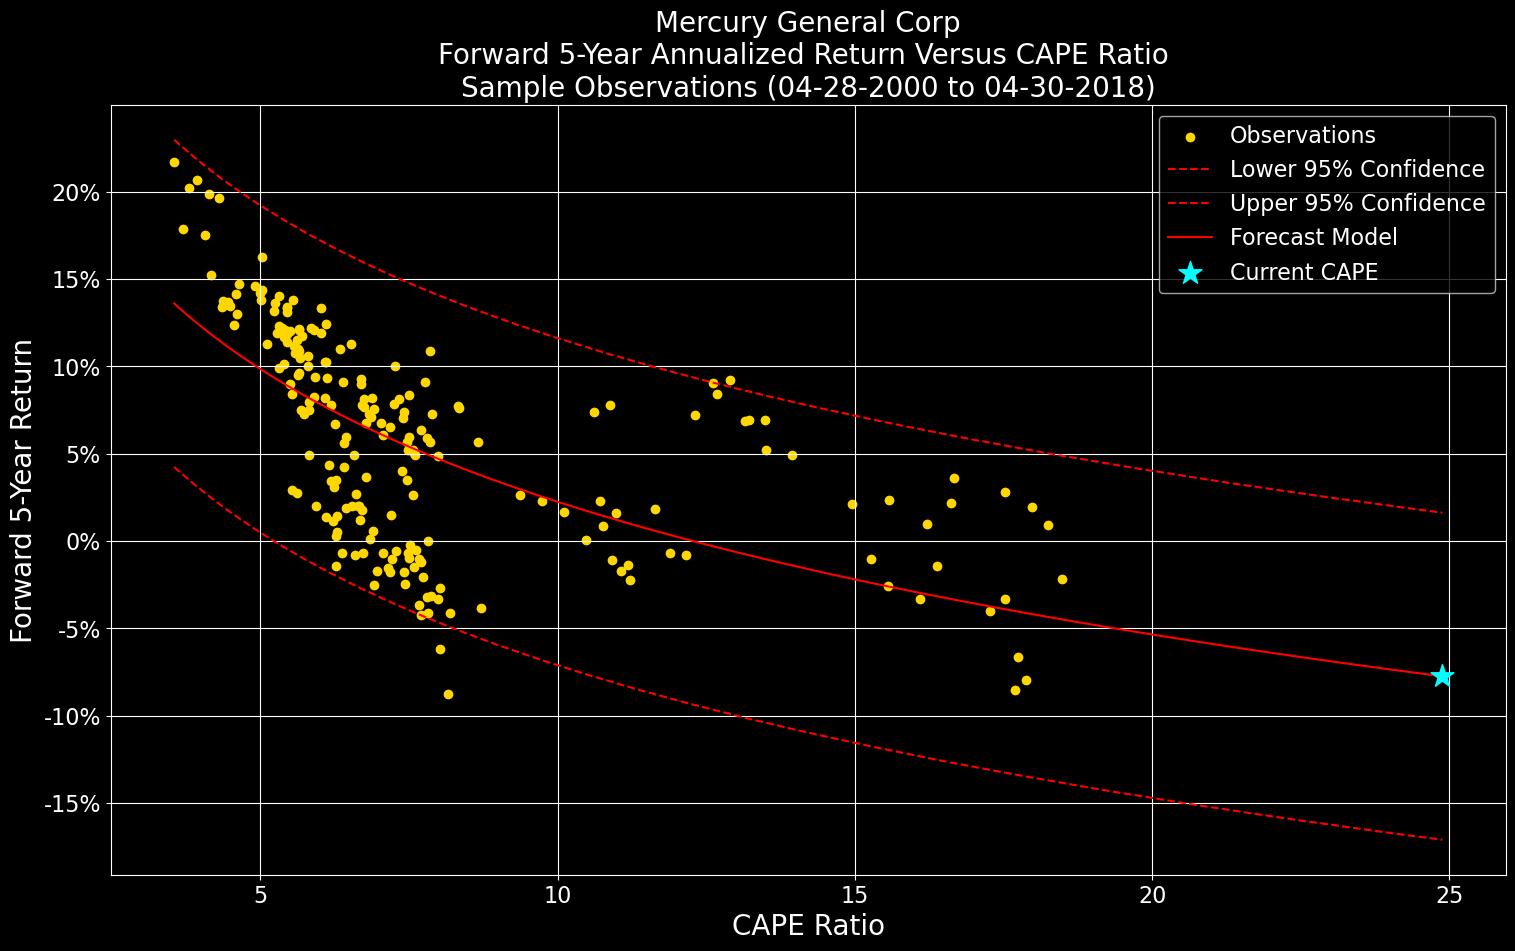 Mercury General Corp
Forward 5-Year Annualized Return Versus CAPE Ratio
Sample Observations (04-28-2000 to 04-30-2018)
Observations
Lower 95% Confidence
Upper 95% Confidence
Forecast Model
Current CAPE
Forward 5-Year Return
20%
15%
10%
5%
0%
-5%
-10%
-15%
5
10
15
20
25
CAPE Ratio